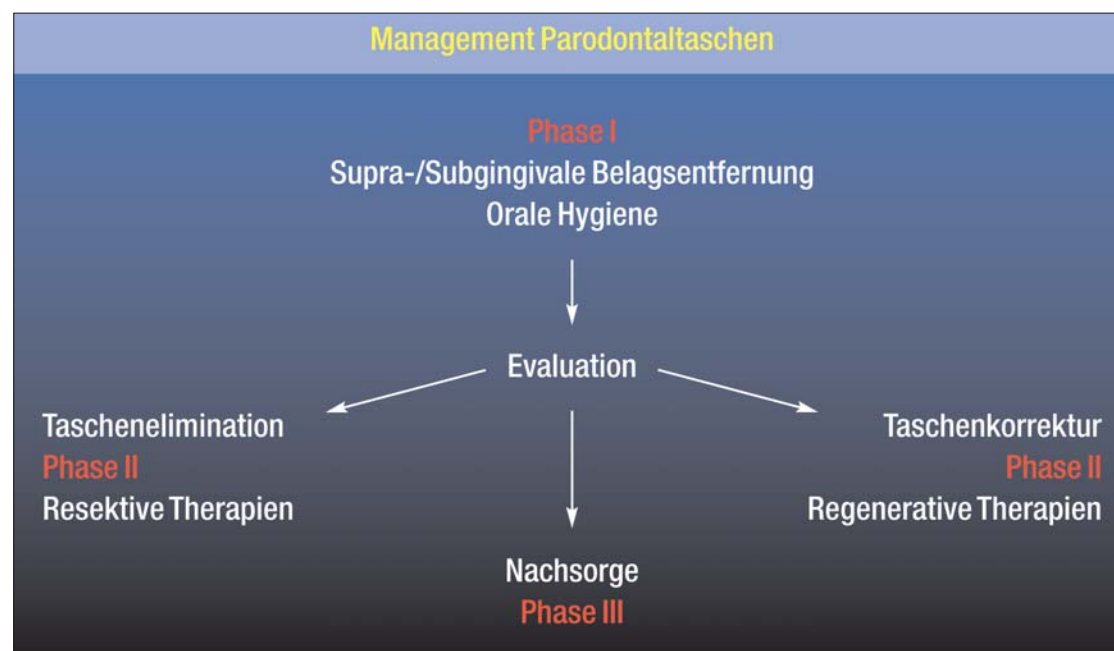 Management Parodontaltaschen
Phase I
Supra-/Subgingivale Belagsentfernung
Orale Hygiene
Evaluation
Taschenelimination
Phase II
Resektive Therapien
Taschenkorrektur
Phase II
Regenerative Therapien
Nachsorge
Phase III